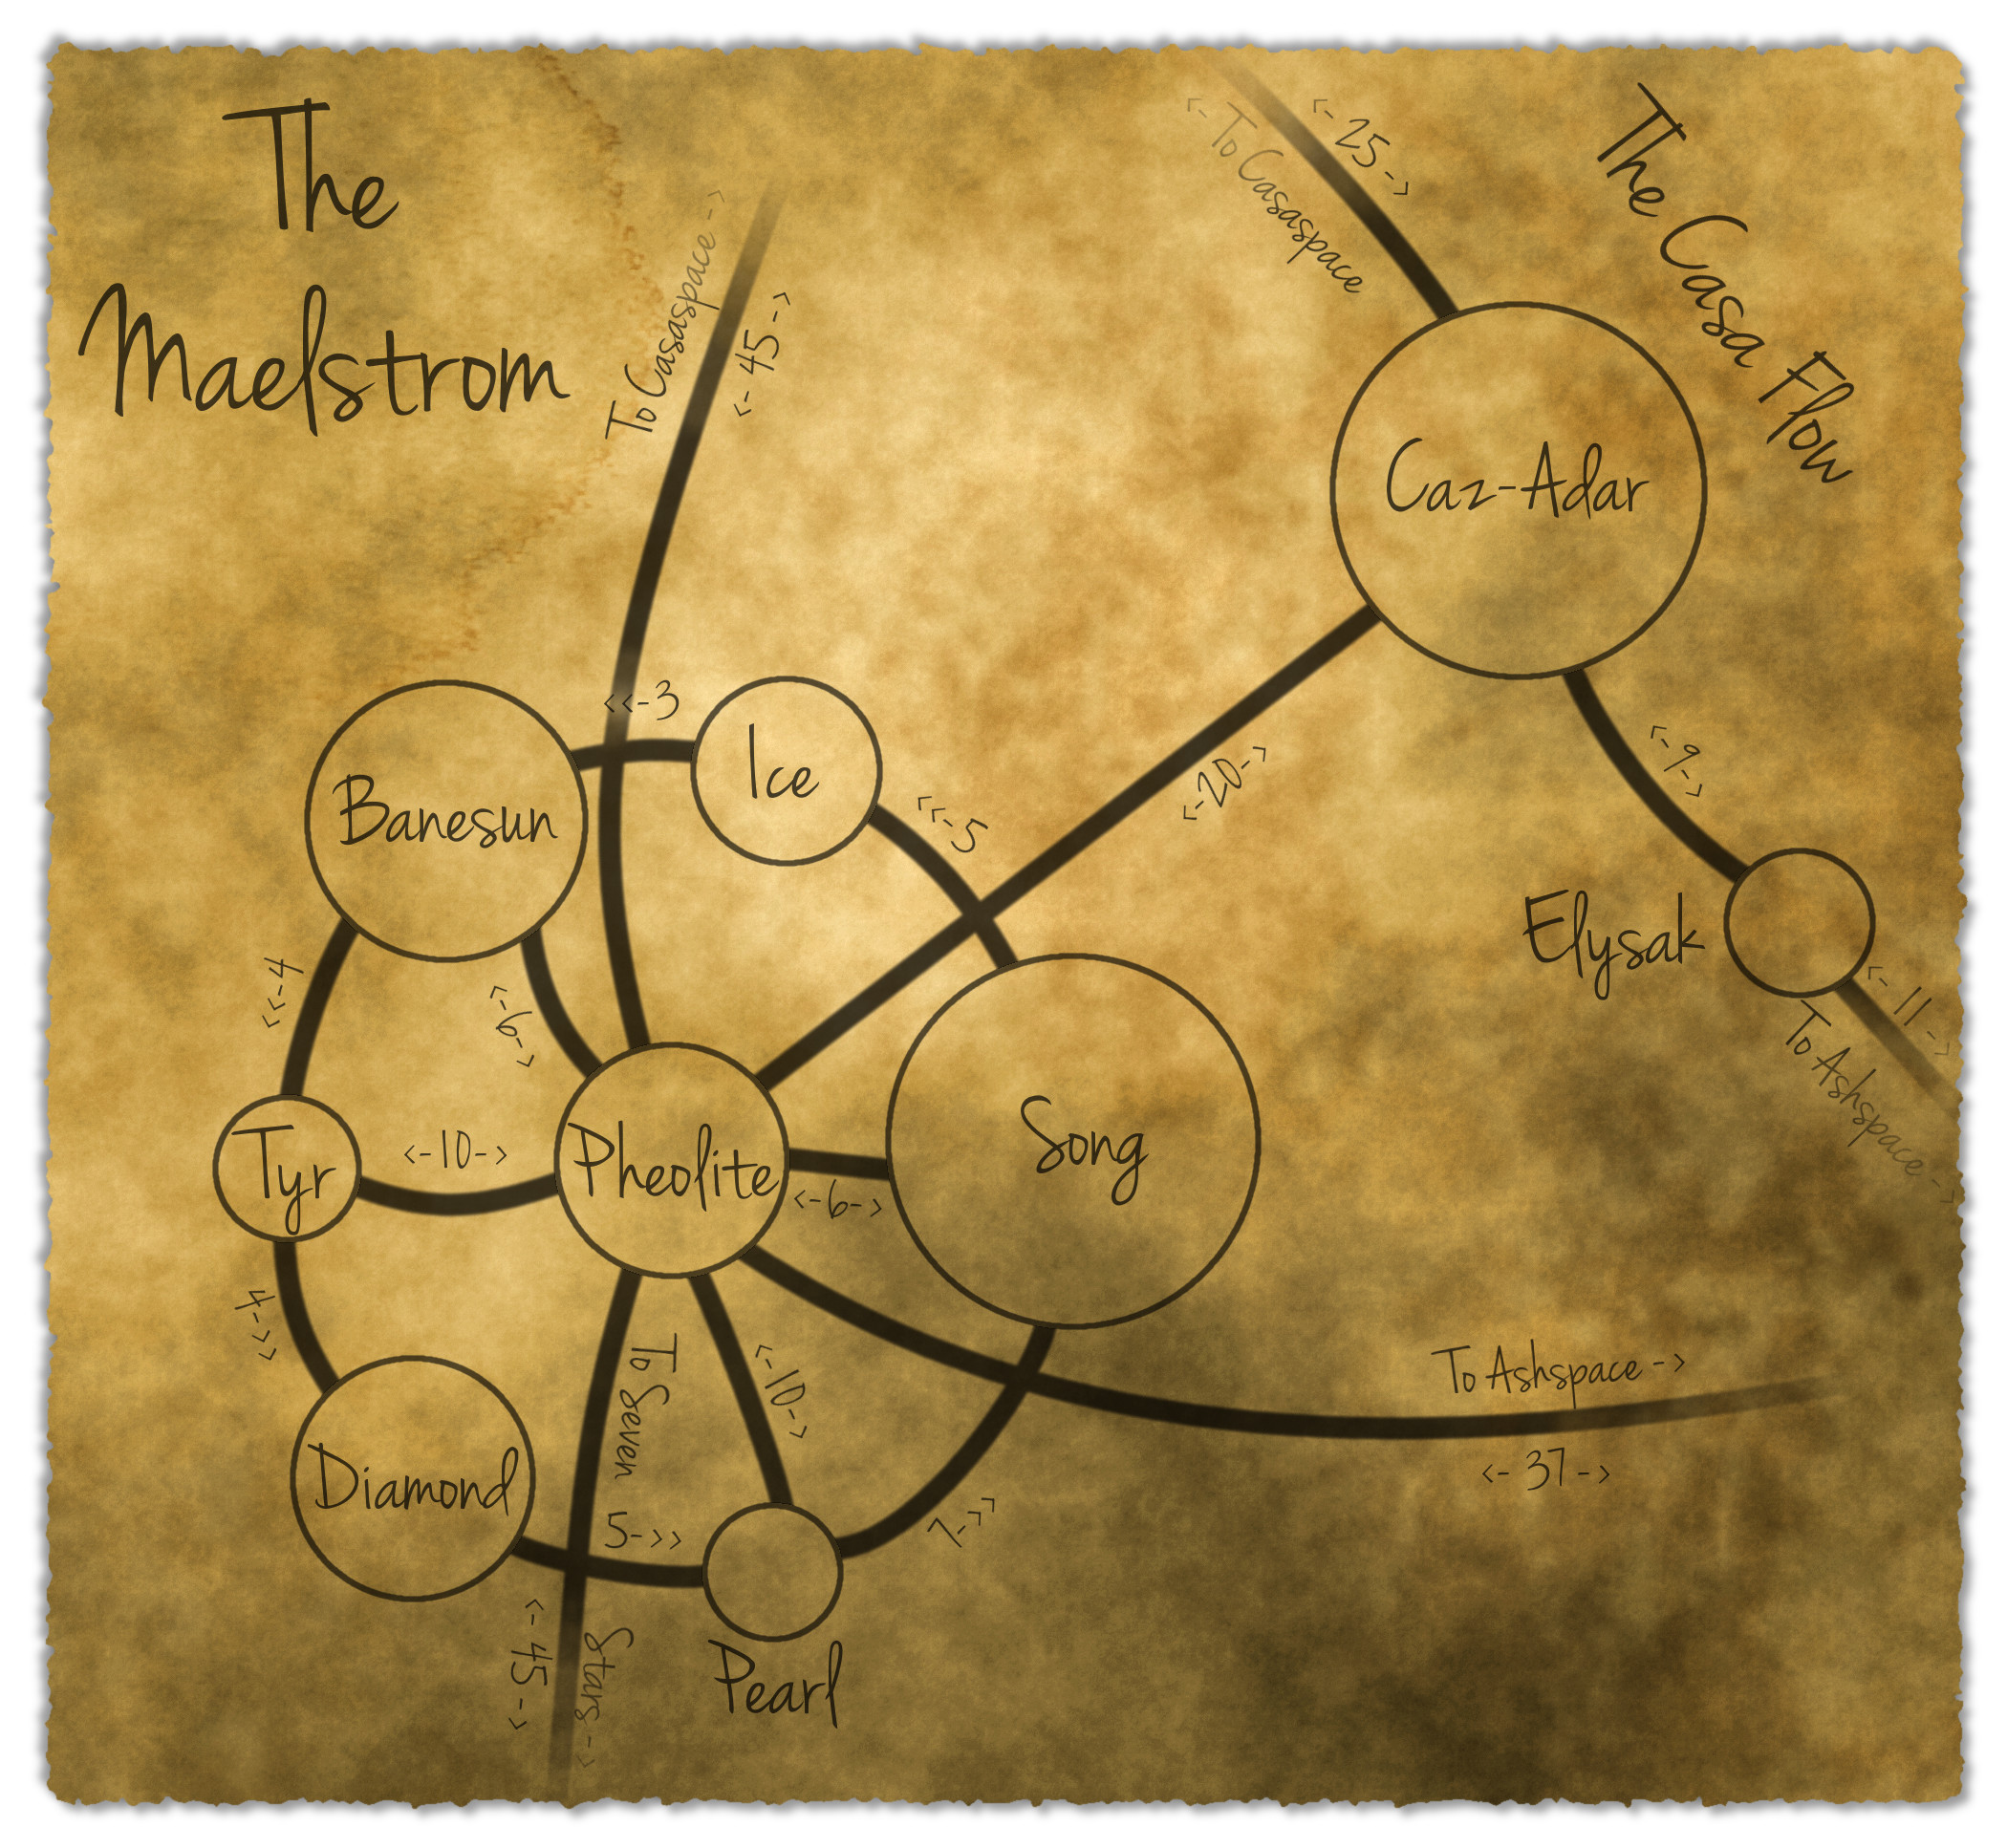 The
Maelstrom
<- To Casaspace
<- 25 ->
The Casa Flow
To Casaspace ->
<- 45 ->
Caz-Adar
<<-3
Ice
Banesun
<<-5
<-20->
<-9->
Elysak
<- 11 ->
To Ashspace ->
<<-4
<-6->
Tyr
<-10->
Pheolite
<-6->
Song
4->>
To Seven
Stars ->
<-10->
To Ashspace ->
<- 37 ->
Diamond
5->>
7->>
<- 45 ->
Pearl